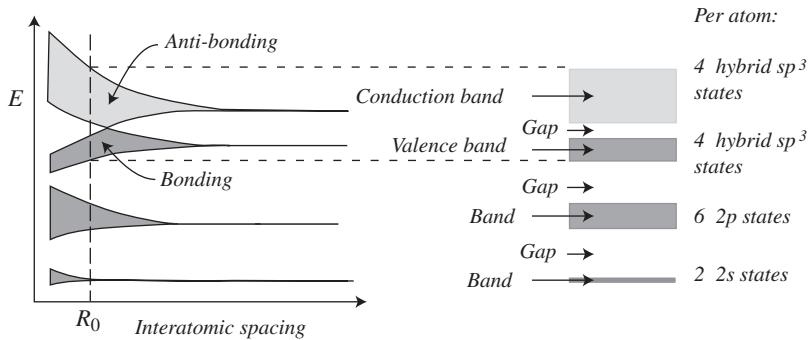 Per atom:
Anti-bonding
E
4 hybrid sp³
states
Conduction band
Gap
Valence band
4 hybrid sp³
states
Bonding
Gap
Band
6 2p states
Gap
Band
2 2s states
R₀
Interatomic spacing